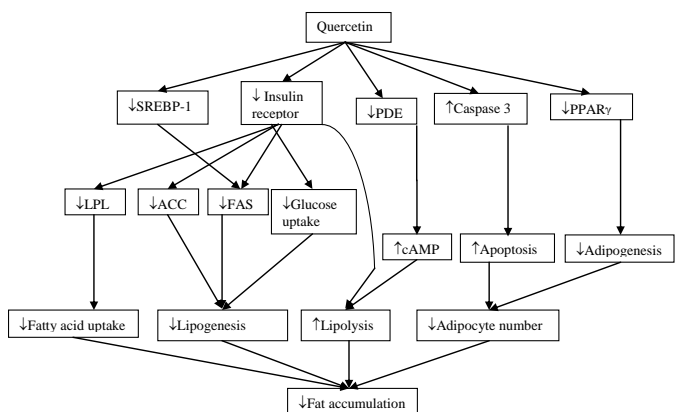 Quercetin
↓SREBP-1
↓ Insulin
receptor
↓PDE
↑Caspase 3
↓PPARγ
↓LPL
↓ACC
↓FAS
↓Glucose
uptake
↑cAMP
↑Apoptosis
↓Adipogenesis
↓Fatty acid uptake
↓Lipogenesis
↑Lipolysis
↓Adipocyte number
↓Fat accumulation